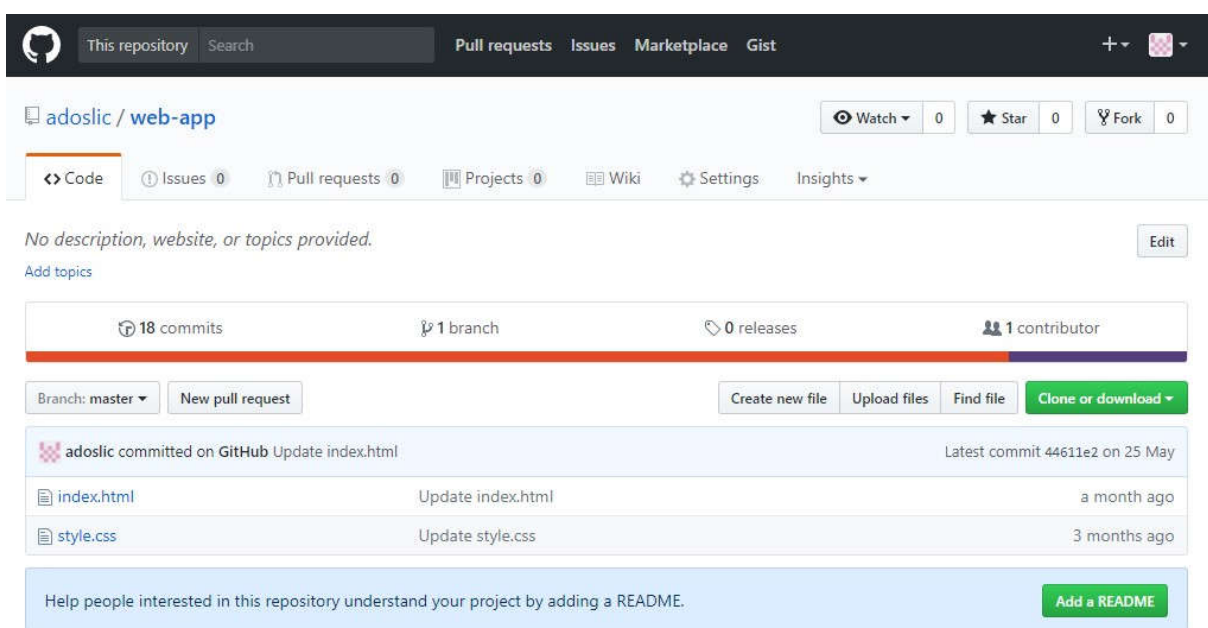 This repository Search Pull requests Issues Marketplace Gist
adoslic / web-app Watch 0 Star 0 Fork 0
Code Issues 0 Pull requests 0 Projects 0 Wiki Settings Insights
No description, website, or topics provided. Edit
Add topics
18 commits 1 branch 0 releases 1 contributor
Branch: master New pull request Create new file Upload files Find file Clone or download
adoslic committed on GitHub Update index.html Latest commit 44611e2 on 25 May
index.html Update index.html a month ago
style.css Update style.css 3 months ago
Help people interested in this repository understand your project by adding a README. Add a README